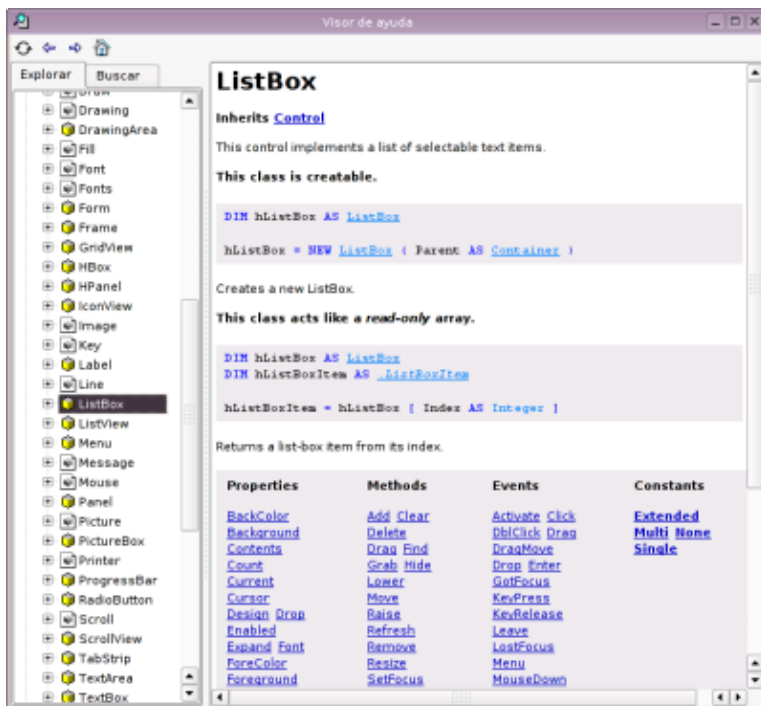 Visor de ayuda
Explorar
Buscar
Draw
Drawing
DrawingArea
Fill
Font
Fonts
Form
Frame
GridView
HBox
HPanel
IconView
Image
Key
Label
Line
ListBox
ListView
Menu
Message
Mouse
Panel
Picture
PictureBox
Printer
ProgressBar
RadioButton
Scroll
ScrollView
TabStrip
TextArea
TextBox
ListBox
Inherits Control
This control implements a list of selectable text items.
This class is creatable.
DIM hListBox AS ListBox
hListBox = NEW ListBox ( Parent AS Container )
Creates a new ListBox.
This class acts like a read-only array.
DIM hListBox AS ListBox
DIM hListBoxItem AS .ListBoxItem
hListBoxItem = hListBox [ Index AS Integer ]
Returns a list-box item from its index.
Properties Methods Events Constants
BackColor Add Clear Activate Click Extended
Background Delete DblClick Drag Multi None
Contents Drag Find DragMove Single
Count Grab Hide Drop Enter
Current Lower GotFocus
Cursor Move KeyPress
Design Drop Raise KeyRelease
Enabled Refresh Leave
Expand Font Remove LostFocus
ForeColor Resize Menu
Foreground SetFocus MouseDown